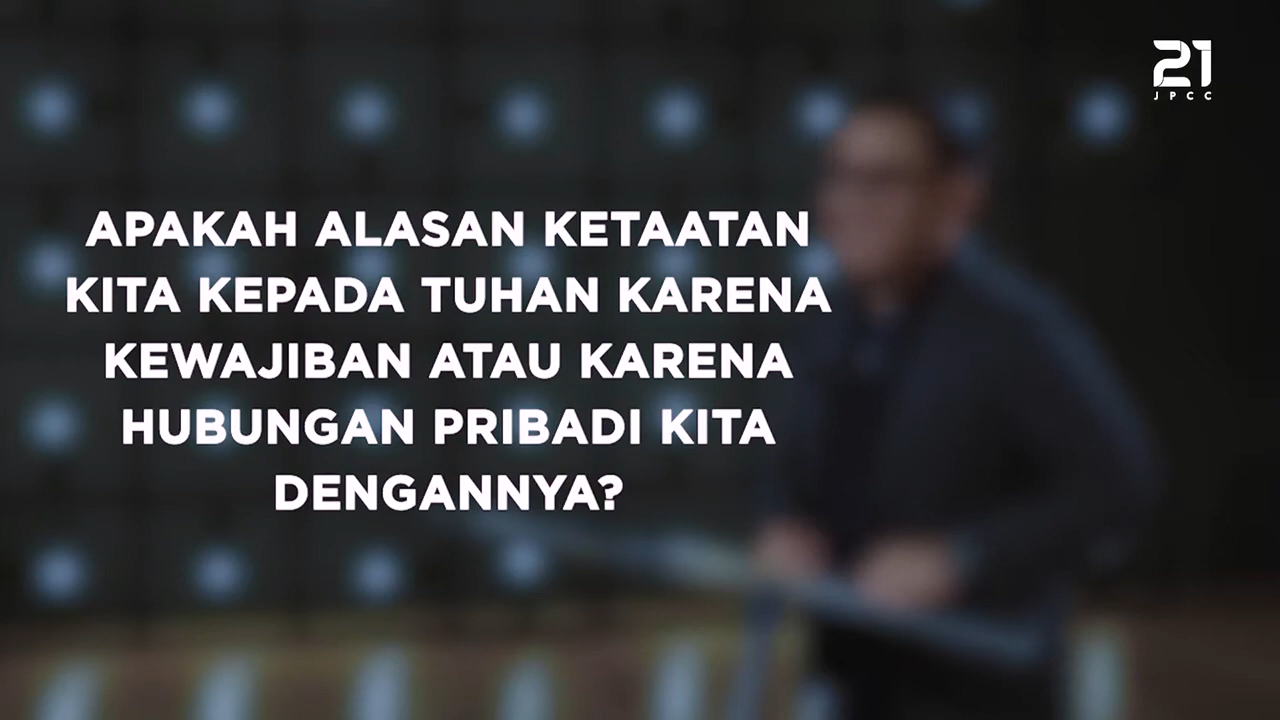 21
JPCC
APAKAH ALASAN KETAATAN
KITA KEPADA TUHAN KARENA
KEWAJIBAN ATAU KARENA
HUBUNGAN PRIBADI KITA
DENGANNYA?